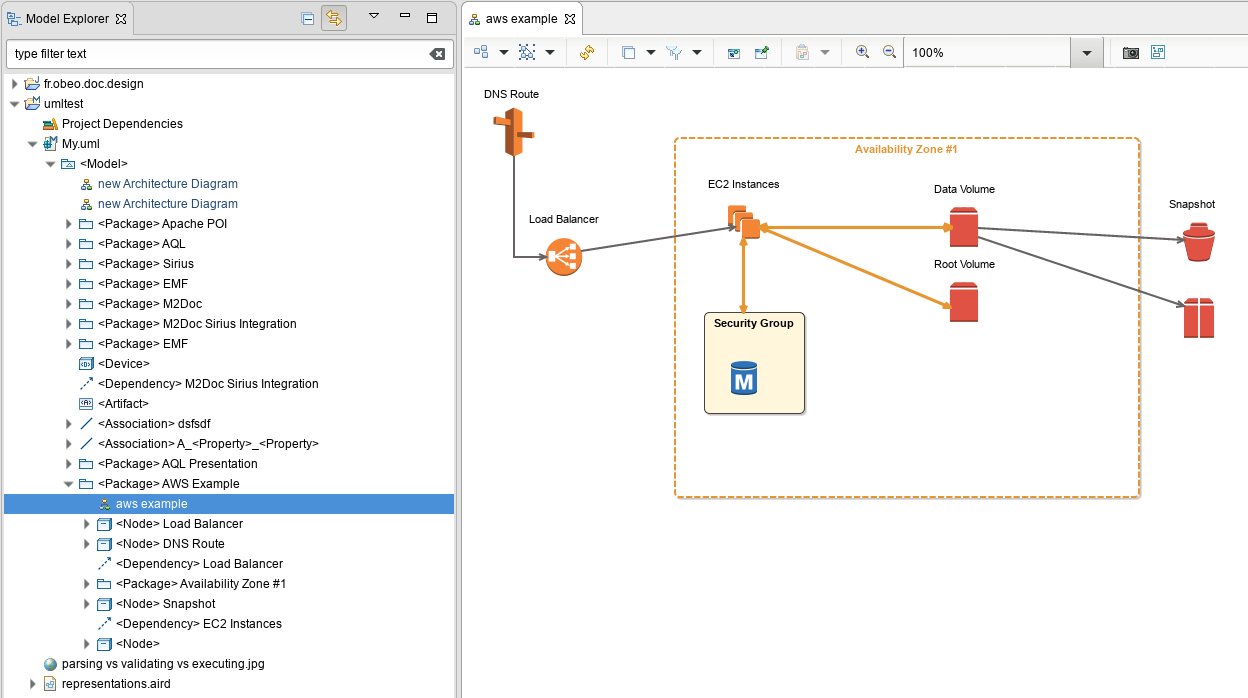 Model Explorer
type filter text
fr.obeo.doc.design
umltest
Project Dependencies
My.uml
<Model>
new Architecture Diagram
new Architecture Diagram
<Package> Apache POI
<Package> AQL
<Package> Sirius
<Package> EMF
<Package> M2Doc
<Package> M2Doc Sirius Integration
<Package> EMF
<Device>
<Dependency> M2Doc Sirius Integration
<Artifact>
<Association> dsfsdf
<Association> A_<Property>_<Property>
<Package> AQL Presentation
<Package> AWS Example
aws example
<Node> Load Balancer
<Node> DNS Route
<Dependency> Load Balancer
<Package> Availability Zone #1
<Node> Snapshot
<Dependency> EC2 Instances
<Node>
parsing vs validating vs executing.jpg
representations.aird
aws example
100%
DNS Route
Availability Zone #1
EC2 Instances
Data Volume
Snapshot
Load Balancer
Root Volume
Security Group
M